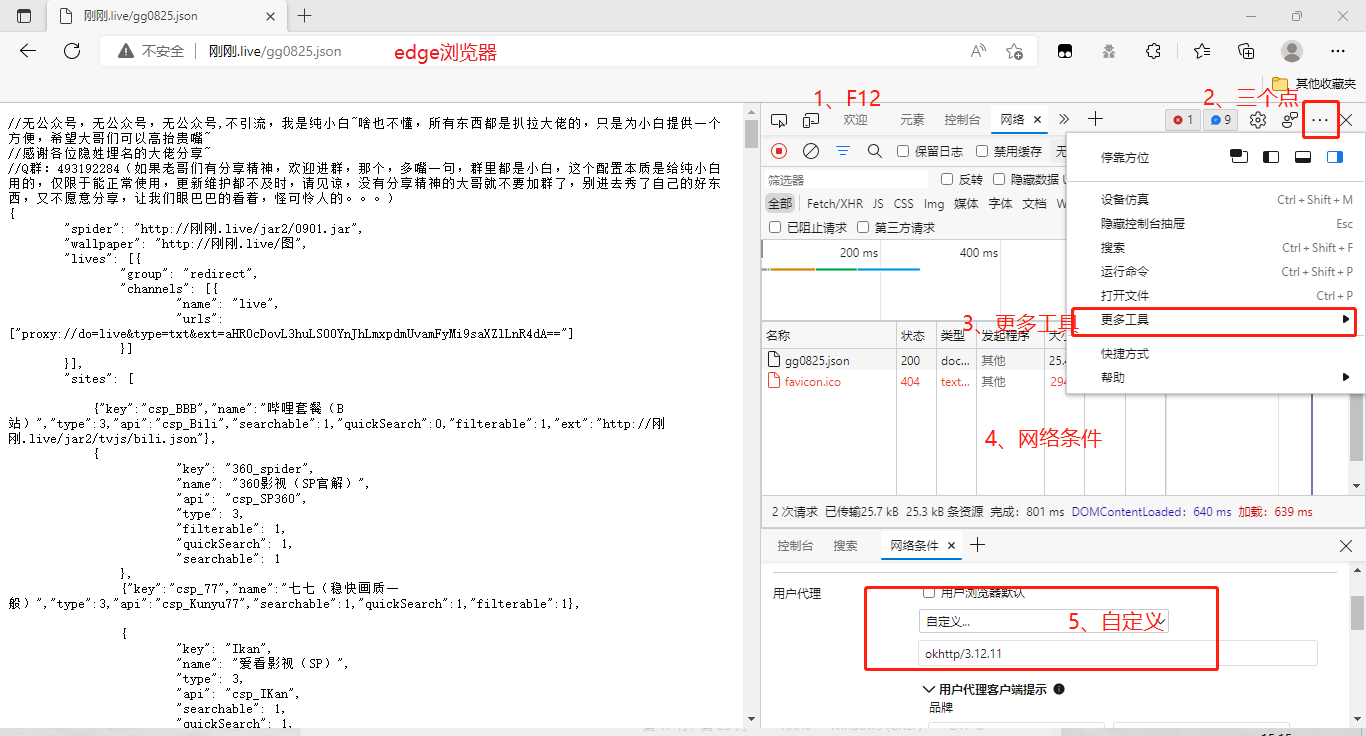 刚刚.live/gg0825.json
不安全
刚刚.live/gg0825.json
edge浏览器
其他收藏夹
//无公众号，无公众号，无公众号,不引流，我是纯小白~啥也不懂，所有东西都是扒拉大佬的，只是为小白提供一个
方便，希望大哥们可以高抬贵嘴~
//感谢各位隐姓埋名的大佬分享~
//Q群：493192284（如果老哥们有分享精神，欢迎进群，那个，多嘴一句，群里都是小白，这个配置本质是给纯小白
用的，仅限于能正常使用，更新维护都不及时，请见谅，没有分享精神的大哥就不要加群了，别进去秀了自己的好东
西，又不愿意分享，让我们眼巴巴的看着，怪可怜人的。。。）
{
"spider": "http://刚刚.live/jar2/0901.jar",
"wallpaper": "http://刚刚.live/图",
"lives": [{
"group": "redirect",
"channels": [{
"name": "live",
"urls":
["proxy://do=live&type=txt&ext=aHR0cDovL3huLS00YnJhLmxpdmUvamFyMi9saXZlLnR4dA=="]
}]
}],
"sites": [
{"key":"csp_BBB","name":"哔哩套餐（B
站）","type":3,"api":"csp_Bili","searchable":1,"quickSearch":0,"filterable":1,"ext":"http://刚
刚.live/jar2/tvjs/bili.json"},
{
"key": "360_spider",
"name": "360影视（SP官解）",
"api": "csp_SP360",
"type": 3,
"filterable": 1,
"quickSearch": 1,
"searchable": 1
},
{"key":"csp_77","name":"七七（稳快画质一
般）","type":3,"api":"csp_Kunyu77","searchable":1,"quickSearch":1,"filterable":1},
{
"key": "Ikan",
"name": "爱看影视（SP）",
"type": 3,
"api": "csp_IKan",
"searchable": 1,
"quickSearch": 1,
1、F12
2、三个点
欢迎 元素 控制台 网络 1 9
保留日志 禁用缓存 无
筛选器 反转 隐藏数据 U
全部 Fetch/XHR JS CSS Img 媒体 字体 文档 W
已阻止请求 第三方请求
200 ms 400 ms
停靠方位
设备仿真 Ctrl + Shift + M
隐藏控制台抽屉 Esc
搜索 Ctrl + Shift + F
运行命令 Ctrl + Shift + P
打开文件 Ctrl + P
更多工具
快捷方式
帮助
3、更多工具
名称 状态 类型 发起程序 大小
gg0825.json 200 doc... 其他 25.4
favicon.ico 404 text... 其他 294
4、网络条件
2 次请求 已传输25.7 kB 25.3 kB 条资源 完成：801 ms DOMContentLoaded：640 ms 加载：639 ms
控制台 搜索 网络条件
用户代理 用户浏览器默认
自定义...
5、自定义
okhttp/3.12.11
用户代理客户端提示
品牌